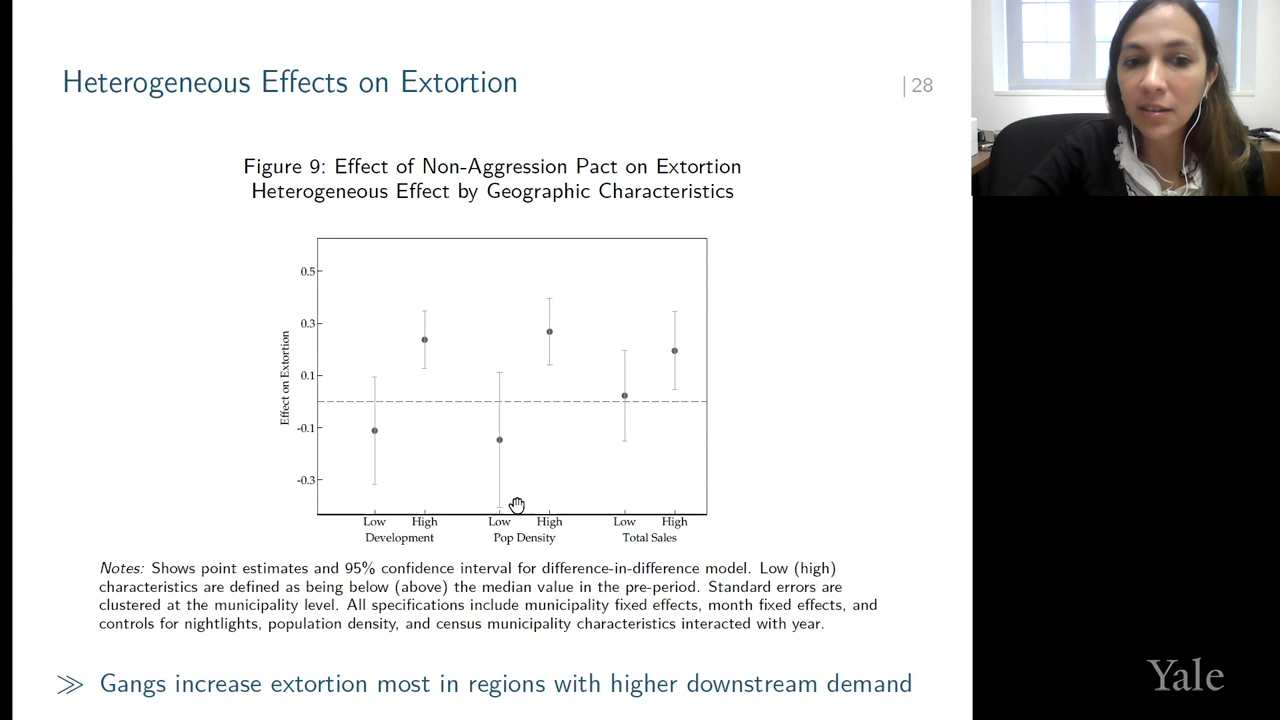 Heterogeneous Effects on Extortion
| 28
Figure 9: Effect of Non-Aggression Pact on Extortion
Heterogeneous Effect by Geographic Characteristics
Effect on Extortion
0.5
0.3
0.1
-0.1
-0.3
Low High Low High Low High
Development Pop Density Total Sales
Notes: Shows point estimates and 95% confidence interval for difference-in-difference model. Low (high)
characteristics are defined as being below (above) the median value in the pre-period. Standard errors are
clustered at the municipality level. All specifications include municipality fixed effects, month fixed effects, and
controls for nightlights, population density, and census municipality characteristics interacted with year.
≫ Gangs increase extortion most in regions with higher downstream demand
Yale